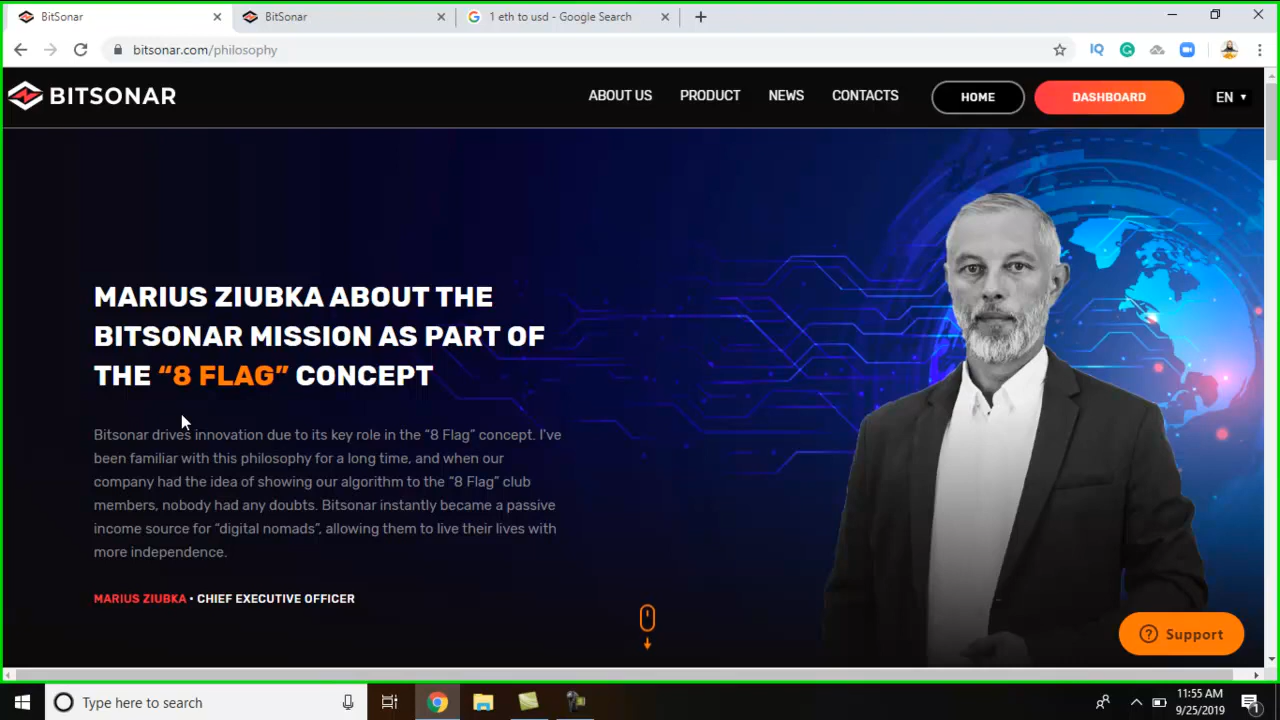 BitSonar
BitSonar
1 eth to usd - Google Search
bitsonar.com/philosophy
BITSONAR
ABOUT US
PRODUCT
NEWS
CONTACTS
HOME
DASHBOARD
EN
MARIUS ZIUBKA ABOUT THE
BITSONAR MISSION AS PART OF
THE “8 FLAG” CONCEPT
Bitsonar drives innovation due to its key role in the “8 Flag” concept. I’ve
been familiar with this philosophy for a long time, and when our
company had the idea of showing our algorithm to the “8 Flag” club
members, nobody had any doubts. Bitsonar instantly became a passive
income source for “digital nomads”, allowing them to live their lives with
more independence.
MARIUS ZIUBKA • CHIEF EXECUTIVE OFFICER
Support
Type here to search
11:55 AM
9/25/2019